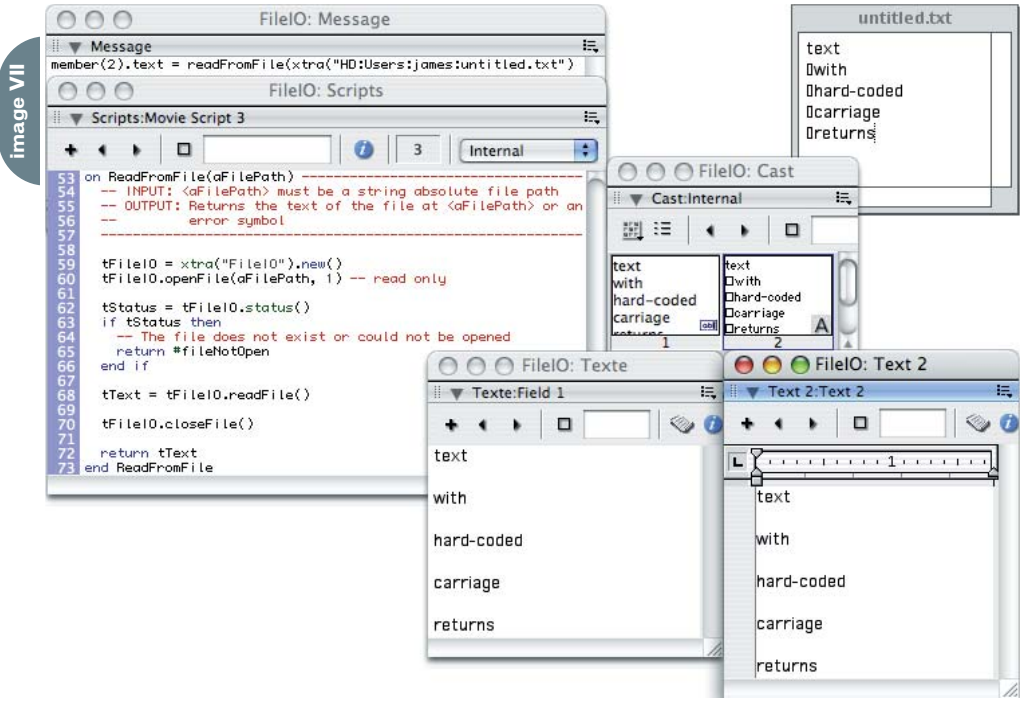 image VII
FileIO: Message
Message
member(2).text = readFromFile(xtra("HD:Users:james:untitled.txt")
FileIO: Scripts
Scripts:Movie Script 3
3
Internal
53 on ReadFromFile(aFilePath) ----------------------------------------
54 -- INPUT: <aFilePath> must be a string absolute file path
55 -- OUTPUT: Returns the text of the file at <aFilePath> or an
56 -- error symbol
57 --------------------------------------------------------------------
58
59 tFileIO = xtra("FileIO").new()
60 tFileIO.openFile(aFilePath, 1) -- read only
61
62 tStatus = tFileIO.status()
63 if tStatus then
64 -- The file does not exist or could not be opened
65 return #fileNotOpen
66 end if
67
68 tText = tFileIO.readFile()
69
70 tFileIO.closeFile()
71
72 return tText
73 end ReadFromFile
untitled.txt
text
▯with
▯hard-coded
▯carriage
▯returns
FileIO: Cast
Cast:Internal
text
with
hard-coded
carriage
returns
1
text
▯with
▯hard-coded
▯carriage
▯returns
A
2
FileIO: Texte
Texte:Field 1
text
with
hard-coded
carriage
returns
FileIO: Text 2
Text 2:Text 2
L
1
text
with
hard-coded
carriage
returns